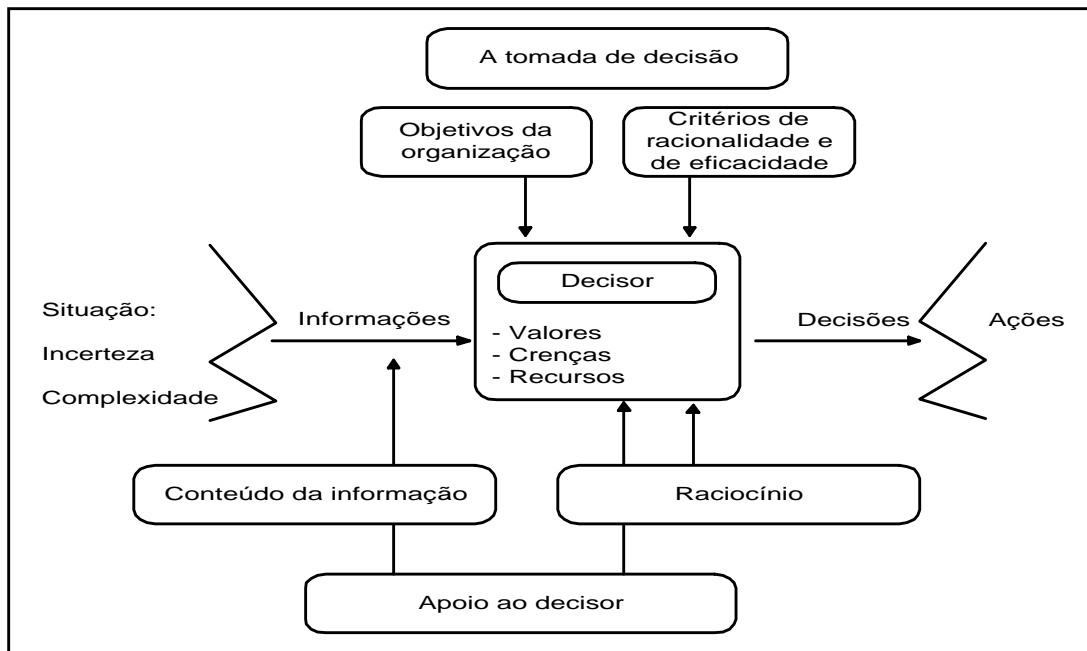 A tomada de decisão
Objetivos da
organização
Critérios de
racionalidade e
de eficacidade
Situação:
Incerteza
Complexidade
Informações
Decisor
- Valores
- Crenças
- Recursos
Decisões
Ações
Conteúdo da informação
Raciocínio
Apoio ao decisor